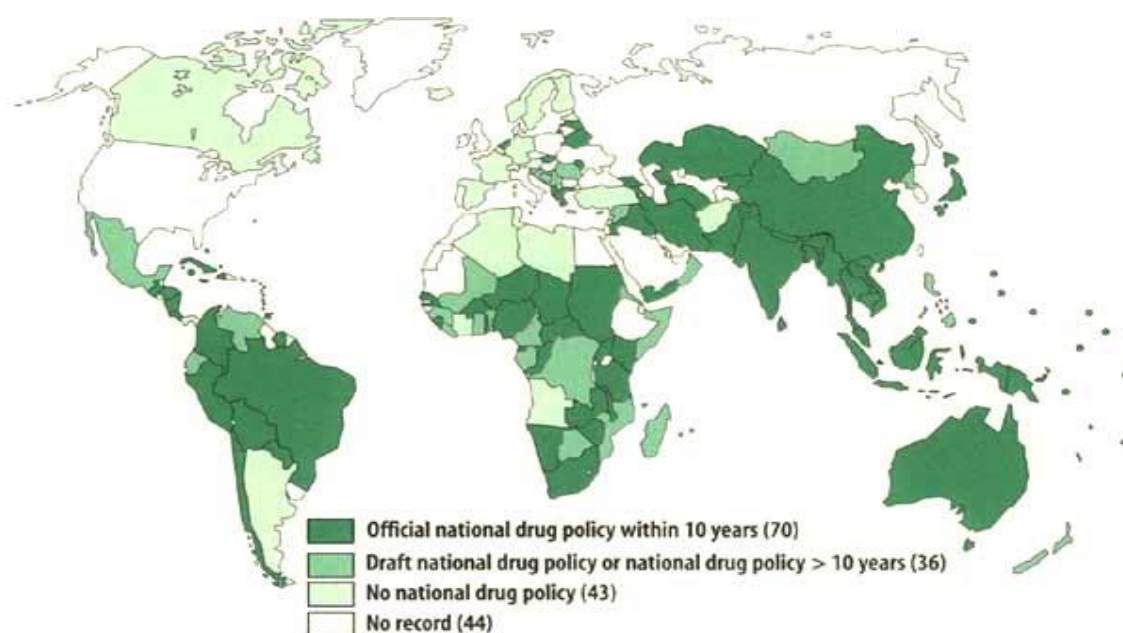 Official national drug policy within 10 years (70)
Draft national drug policy or national drug policy > 10 years (36)
No national drug policy (43)
No record (44)